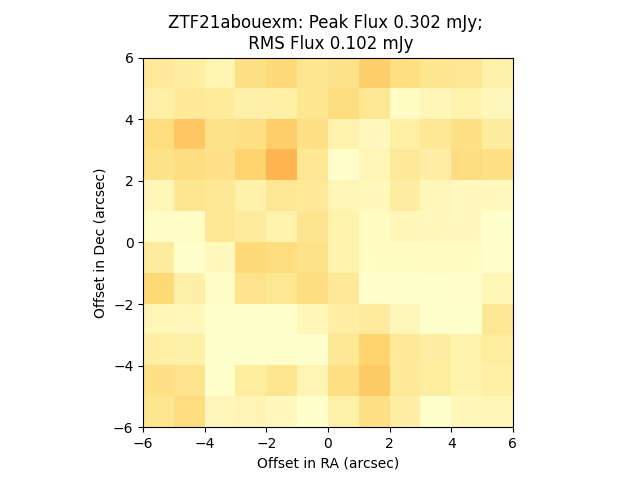 ZTF21abouexm: Peak Flux 0.302 mJy;
RMS Flux 0.102 mJy
6
4
2
0
−2
−4
−6
Offset in Dec (arcsec)
−6 −4 −2 0 2 4 6
Offset in RA (arcsec)